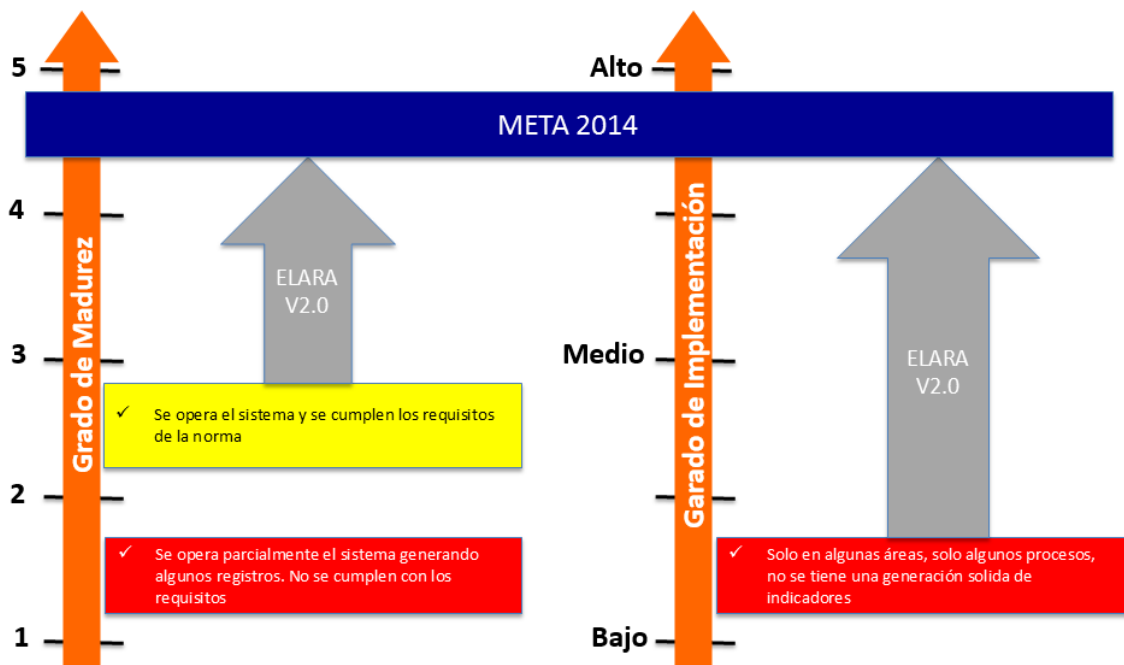 5
Alto
META 2014
4
Grado de Madurez
ELARA
V2.0
3
Medio
Garado de Implementación
ELARA
V2.0
✓ Se opera el sistema y se cumplen los requisitos
de la norma
2
✓ Se opera parcialmente el sistema generando
algunos registros. No se cumplen con los
requisitos
✓ Solo en algunas áreas, solo algunos procesos,
no se tiene una generación solida de
indicadores
1
Bajo